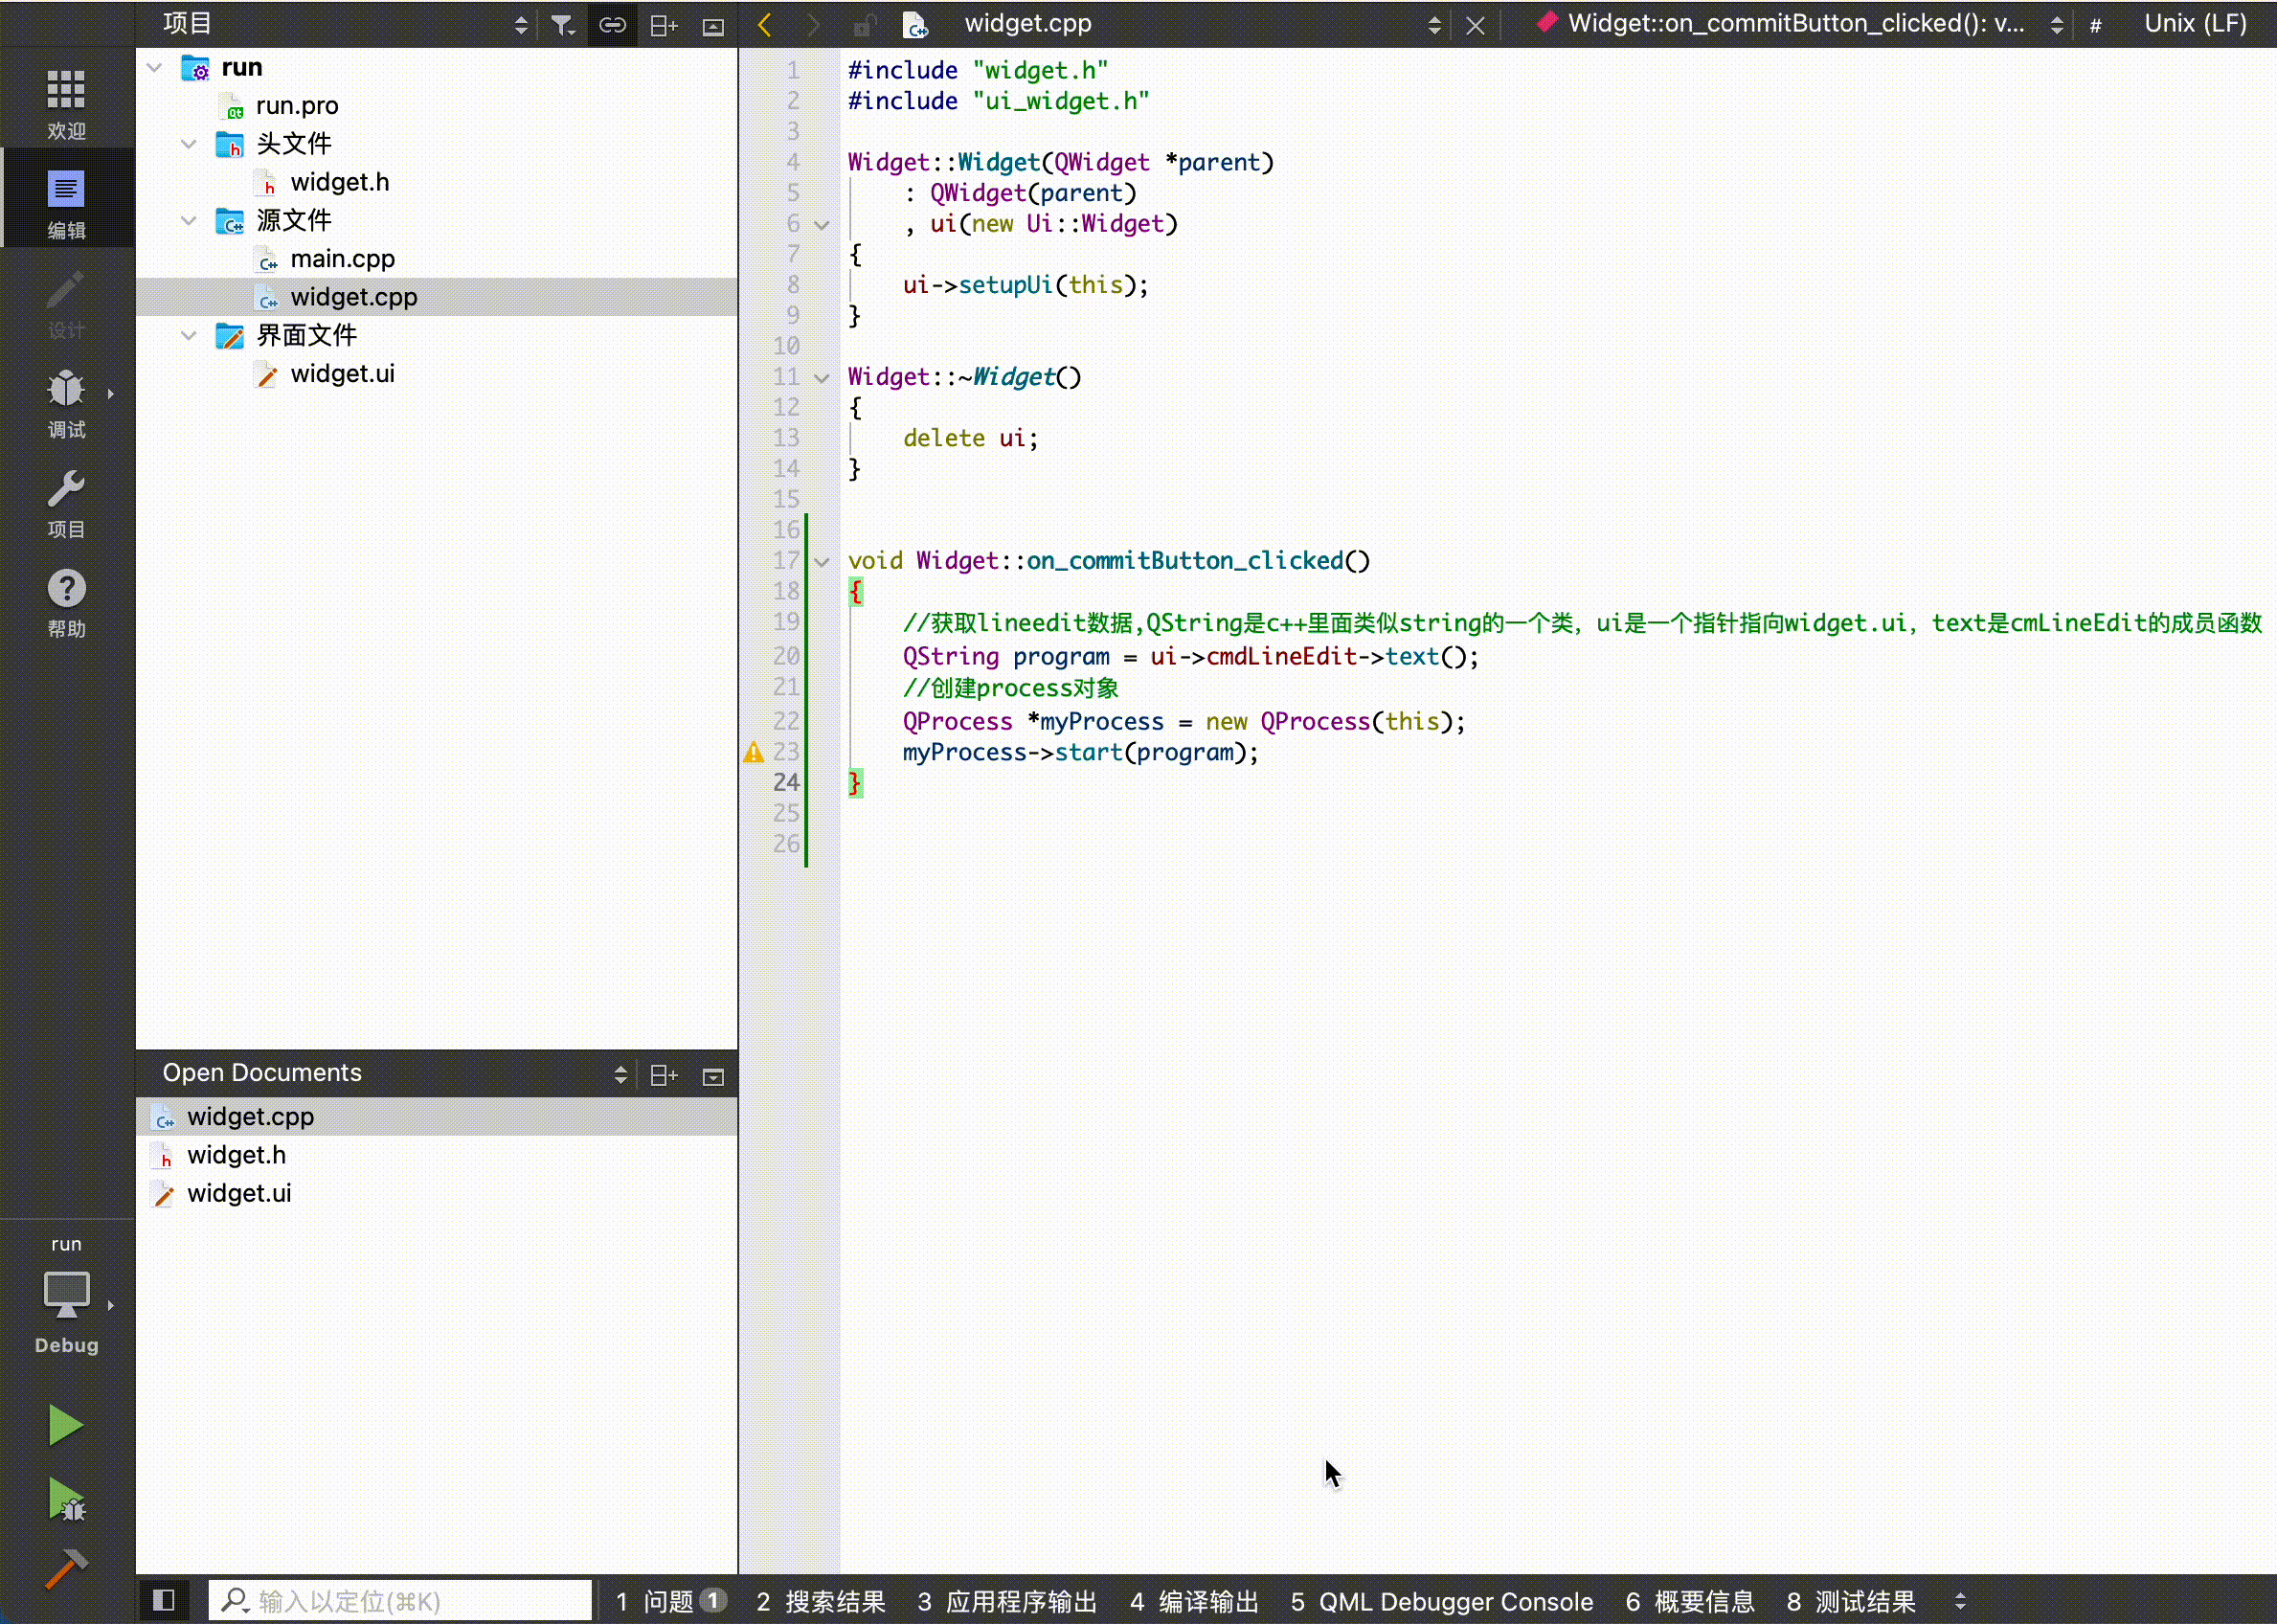 项目
widget.cpp
Widget::on_commitButton_clicked(): v...
#
Unix (LF)
欢迎
编辑
设计
调试
项目
帮助
run
Debug
run
run.pro
头文件
widget.h
源文件
main.cpp
widget.cpp
界面文件
widget.ui
Open Documents
widget.cpp
widget.h
widget.ui
1 #include "widget.h"
2 #include "ui_widget.h"
3
4 Widget::Widget(QWidget *parent)
5     : QWidget(parent)
6     , ui(new Ui::Widget)
7 {
8     ui->setupUi(this);
9 }
10
11 Widget::~Widget()
12 {
13     delete ui;
14 }
15
16
17 void Widget::on_commitButton_clicked()
18 {
19     //获取lineedit数据,QString是c++里面类似string的一个类，ui是一个指针指向widget.ui，text是cmLineEdit的成员函数
20     QString program = ui->cmdLineEdit->text();
21     //创建process对象
22     QProcess *myProcess = new QProcess(this);
23     myProcess->start(program);
24 }
25
26
输入以定位(⌘K)
1 问题 1
2 搜索结果
3 应用程序输出
4 编译输出
5 QML Debugger Console
6 概要信息
8 测试结果